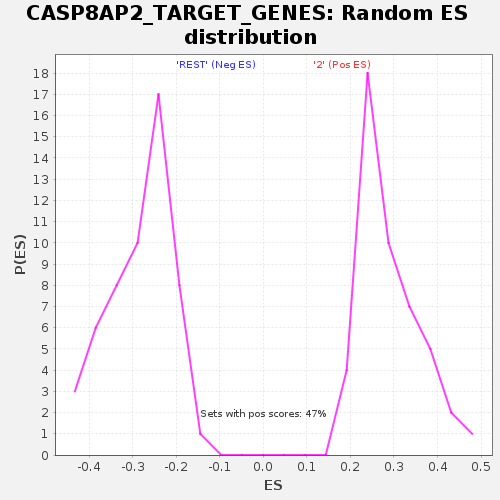 CASP8AP2_TARGET_GENES: Random ES
distribution
'REST' (Neg ES) '2' (Pos ES)
18
17
16
15
14
13
12
11
10
9
8
7
6
5
4
3
2
1
0
P(ES)
Sets with pos scores: 47%
-0.4 -0.3 -0.2 -0.1 0.0 0.1 0.2 0.3 0.4 0.5
ES